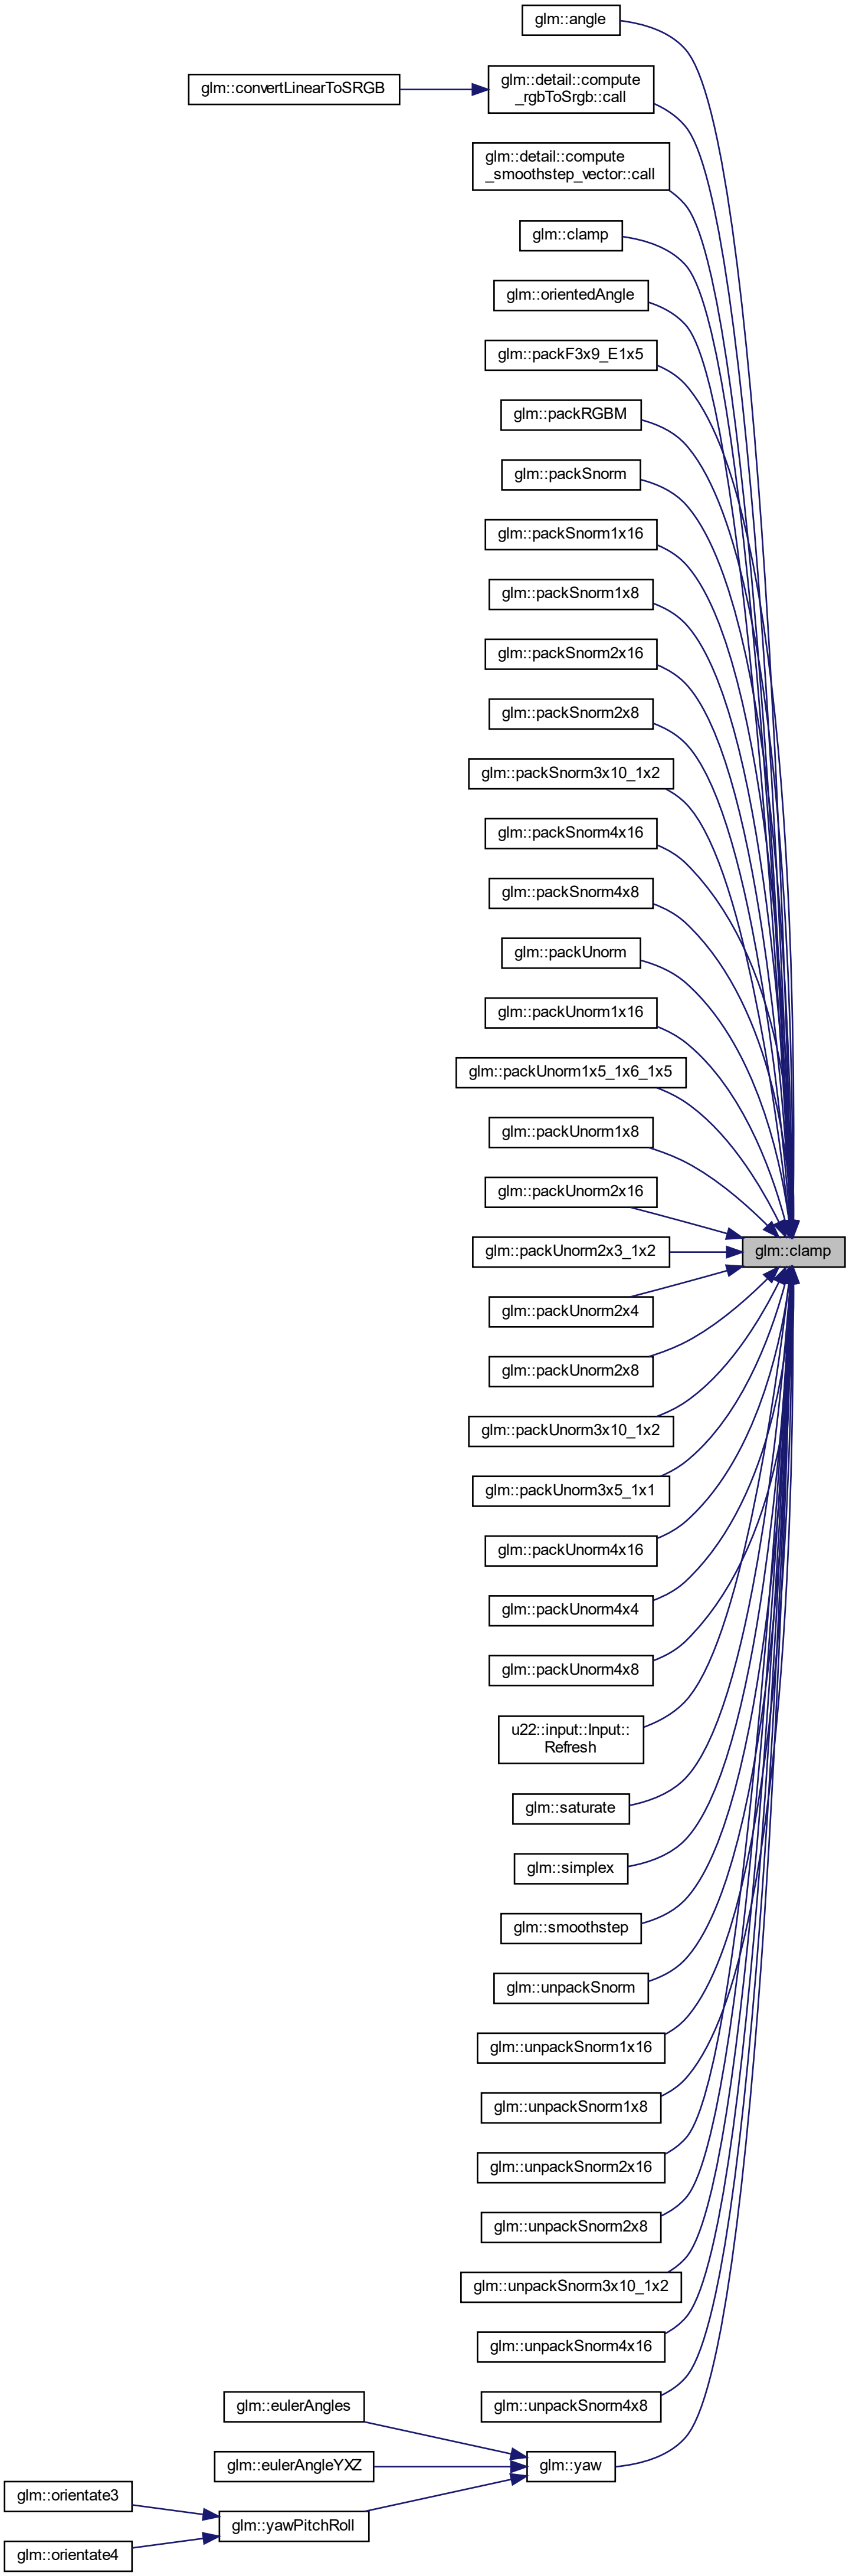 glm::angle
glm::convertLinearToSRGB
glm::detail::compute
_rgbToSrgb::call
glm::detail::compute
_smoothstep_vector::call
glm::clamp
glm::orientedAngle
glm::packF3x9_E1x5
glm::packRGBM
glm::packSnorm
glm::packSnorm1x16
glm::packSnorm1x8
glm::packSnorm2x16
glm::packSnorm2x8
glm::packSnorm3x10_1x2
glm::packSnorm4x16
glm::packSnorm4x8
glm::packUnorm
glm::packUnorm1x16
glm::packUnorm1x5_1x6_1x5
glm::packUnorm1x8
glm::packUnorm2x16
glm::packUnorm2x3_1x2
glm::clamp
glm::packUnorm2x4
glm::packUnorm2x8
glm::packUnorm3x10_1x2
glm::packUnorm3x5_1x1
glm::packUnorm4x16
glm::packUnorm4x4
glm::packUnorm4x8
u22::input::Input::
Refresh
glm::saturate
glm::simplex
glm::smoothstep
glm::unpackSnorm
glm::unpackSnorm1x16
glm::unpackSnorm1x8
glm::unpackSnorm2x16
glm::unpackSnorm2x8
glm::unpackSnorm3x10_1x2
glm::unpackSnorm4x16
glm::unpackSnorm4x8
glm::eulerAngles
glm::eulerAngleYXZ
glm::yaw
glm::orientate3
glm::yawPitchRoll
glm::orientate4